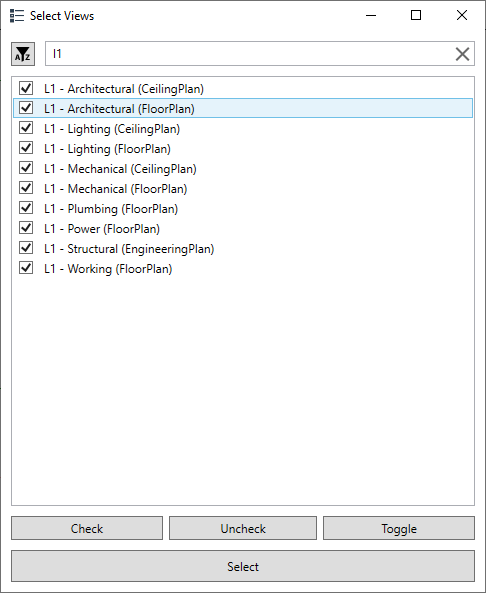 Select Views
AZ
l1
L1 - Architectural (CeilingPlan)
L1 - Architectural (FloorPlan)
L1 - Lighting (CeilingPlan)
L1 - Lighting (FloorPlan)
L1 - Mechanical (CeilingPlan)
L1 - Mechanical (FloorPlan)
L1 - Plumbing (FloorPlan)
L1 - Power (FloorPlan)
L1 - Structural (EngineeringPlan)
L1 - Working (FloorPlan)
Check Uncheck Toggle
Select